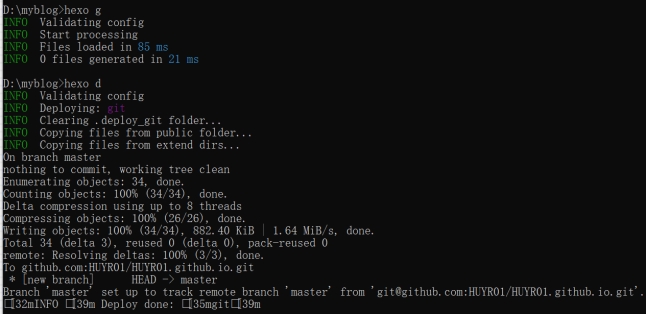 D:\myblog>hexo g
INFO  Validating config
INFO  Start processing
INFO  Files loaded in 85 ms
INFO  0 files generated in 21 ms
D:\myblog>hexo d
INFO  Validating config
INFO  Deploying: git
INFO  Clearing .deploy_git folder...
INFO  Copying files from public folder...
INFO  Copying files from extend dirs...
On branch master
nothing to commit, working tree clean
Enumerating objects: 34, done.
Counting objects: 100% (34/34), done.
Delta compression using up to 8 threads
Compressing objects: 100% (26/26), done.
Writing objects: 100% (34/34), 882.40 KiB | 1.64 MiB/s, done.
Total 34 (delta 3), reused 0 (delta 0), pack-reused 0
remote: Resolving deltas: 100% (3/3), done.
To github.com:HUYR01/HUYR01.github.io.git
 * [new branch]      HEAD -> master
Branch 'master' set up to track remote branch 'master' from 'git@github.com:HUYR01/HUYR01.github.io.git'.
□[32mINFO □[39m Deploy done: □[35mgit□[39m